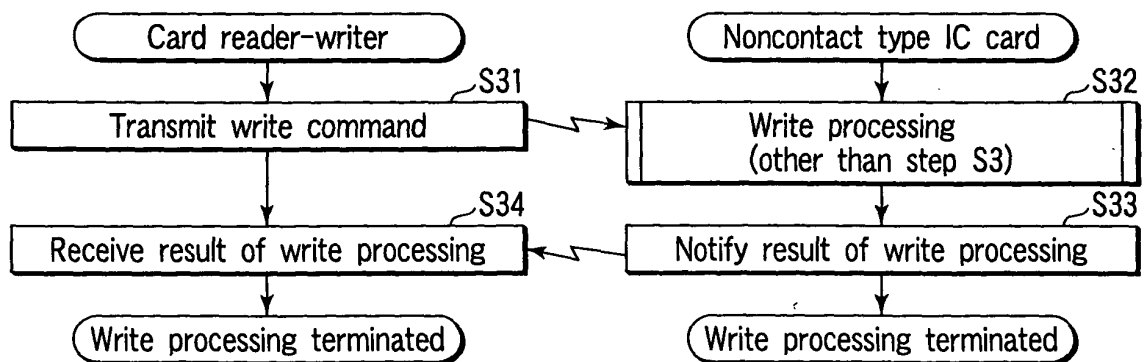 Card reader-writer
Noncontact type IC card
S31
S32
Transmit write command
Write processing
(other than step S3)
S34
S33
Receive result of write processing
Notify result of write processing
Write processing terminated
Write processing terminated